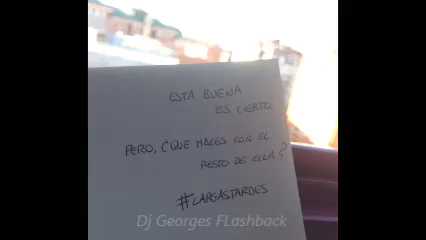 ESTA BUENA
ES CIERTO
PERO, ¿QUE HACES CON EL
RESTO DE ELLA?
#LARGASTARDES
Dj Georges FLashback